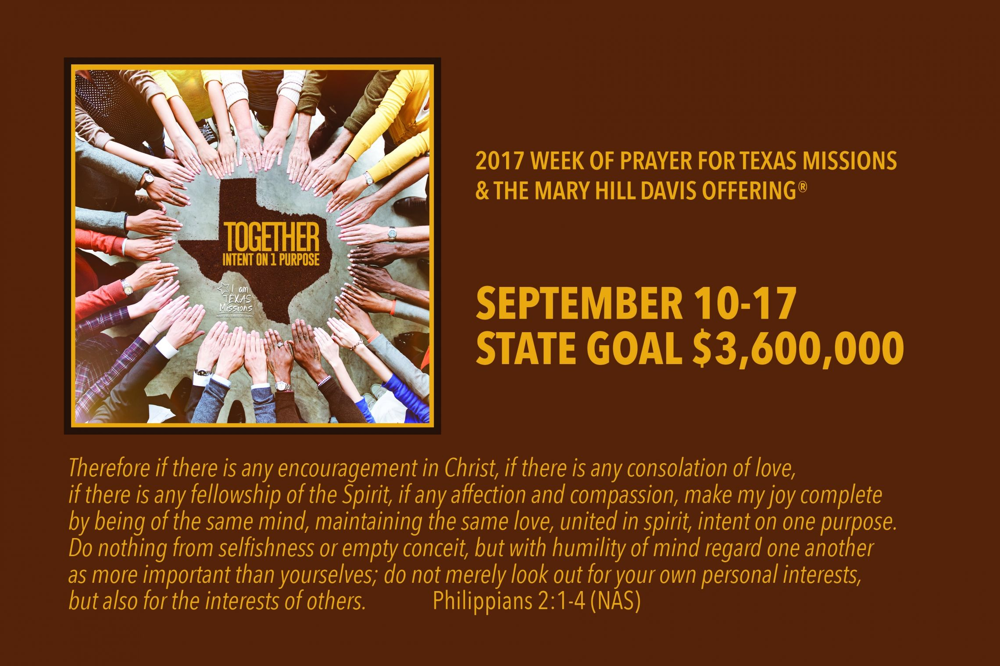 TOGETHER
INTENT ON 1 PURPOSE
I am
TEXAS
Missions
MARY HILL DAVIS OFFERING
2017 WEEK OF PRAYER FOR TEXAS MISSIONS
& THE MARY HILL DAVIS OFFERING®
SEPTEMBER 10-17
STATE GOAL $3,600,000
Therefore if there is any encouragement in Christ, if there is any consolation of love,
if there is any fellowship of the Spirit, if any affection and compassion, make my joy complete
by being of the same mind, maintaining the same love, united in spirit, intent on one purpose.
Do nothing from selfishness or empty conceit, but with humility of mind regard one another
as more important than yourselves; do not merely look out for your own personal interests,
but also for the interests of others. Philippians 2:1-4 (NAS)